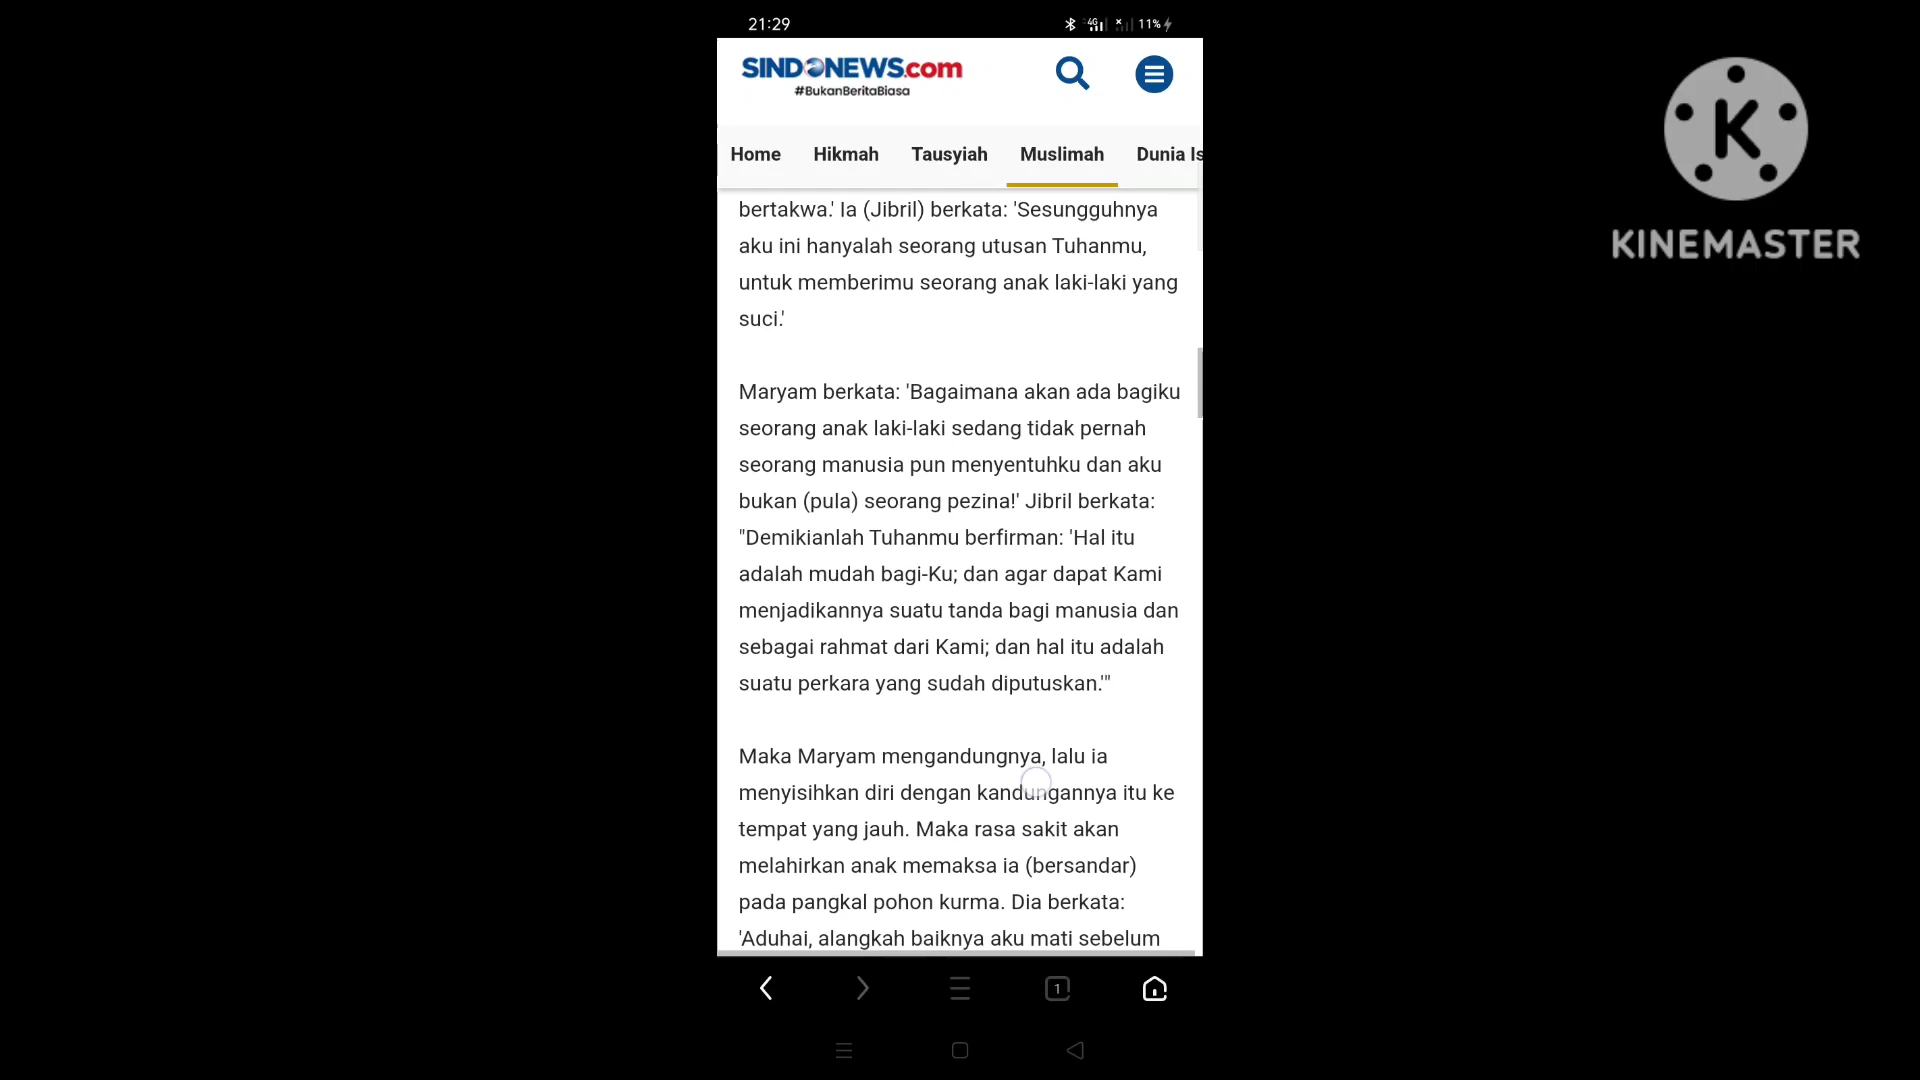 21:29
4G
11%
SINDONEWS.com
#BukanBeritaBiasa
Home Hikmah Tausyiah Muslimah Dunia Is
bertakwa.' Ia (Jibril) berkata: 'Sesungguhnya
aku ini hanyalah seorang utusan Tuhanmu,
untuk memberimu seorang anak laki-laki yang
suci.'
Maryam berkata: 'Bagaimana akan ada bagiku
seorang anak laki-laki sedang tidak pernah
seorang manusia pun menyentuhku dan aku
bukan (pula) seorang pezina!' Jibril berkata:
"Demikianlah Tuhanmu berfirman: 'Hal itu
adalah mudah bagi-Ku; dan agar dapat Kami
menjadikannya suatu tanda bagi manusia dan
sebagai rahmat dari Kami; dan hal itu adalah
suatu perkara yang sudah diputuskan.'"
Maka Maryam mengandungnya, lalu ia
menyisihkan diri dengan kandungannya itu ke
tempat yang jauh. Maka rasa sakit akan
melahirkan anak memaksa ia (bersandar)
pada pangkal pohon kurma. Dia berkata:
'Aduhai, alangkah baiknya aku mati sebelum
1
K
KINEMASTER